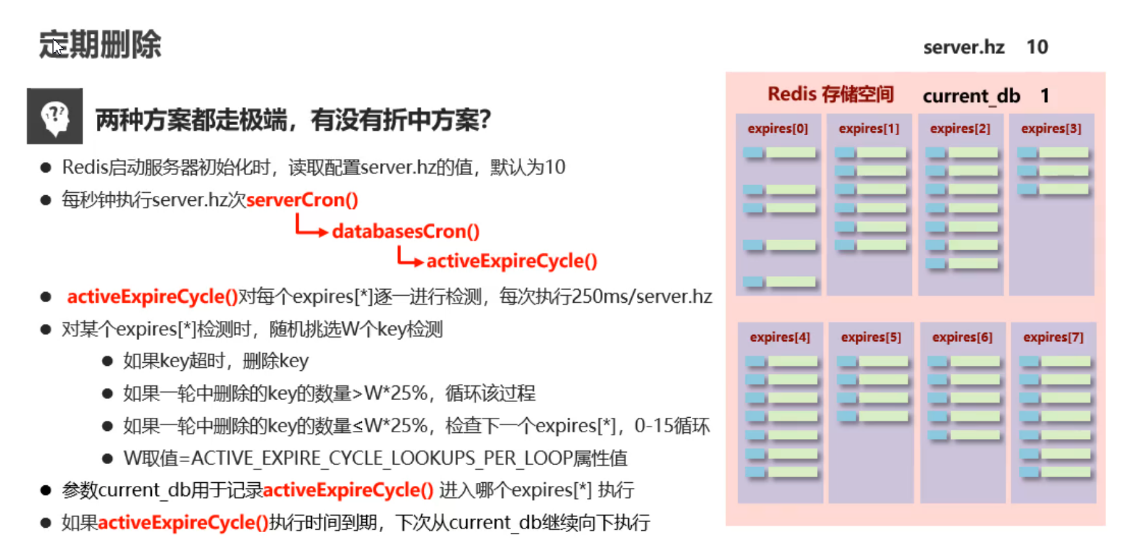 定期删除
两种方案都走极端，有没有折中方案?
● Redis启动服务器初始化时，读取配置server.hz的值，默认为10
● 每秒钟执行server.hz次serverCron()
databasesCron()
activeExpireCycle()
● activeExpireCycle()对每个expires[*]逐一进行检测，每次执行250ms/server.hz
● 对某个expires[*]检测时，随机挑选W个key检测
● 如果key超时，删除key
● 如果一轮中删除的key的数量>W*25%，循环该过程
● 如果一轮中删除的key的数量≤W*25%，检查下一个expires[*]，0-15循环
● W取值=ACTIVE_EXPIRE_CYCLE_LOOKUPS_PER_LOOP属性值
● 参数current_db用于记录activeExpireCycle() 进入哪个expires[*] 执行
● 如果activeExpireCycle()执行时间到期，下次从current_db继续向下执行
server.hz 10
Redis 存储空间 current_db 1
expires[0] expires[1] expires[2] expires[3]
expires[4] expires[5] expires[6] expires[7]